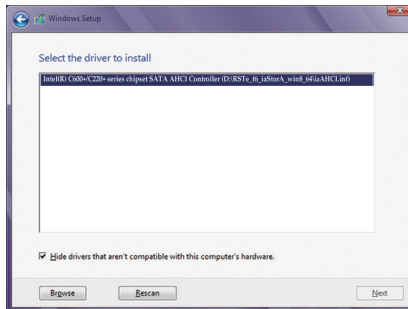 Windows Setup
Select the driver to install
Intel(R) C600+/C220+ series chipset SATA AHCI Controller (D:\RSTe_f6_iaStorA_win8_64\iaAHCI.inf)
Hide drivers that aren't compatible with this computer's hardware.
Browse Rescan Next